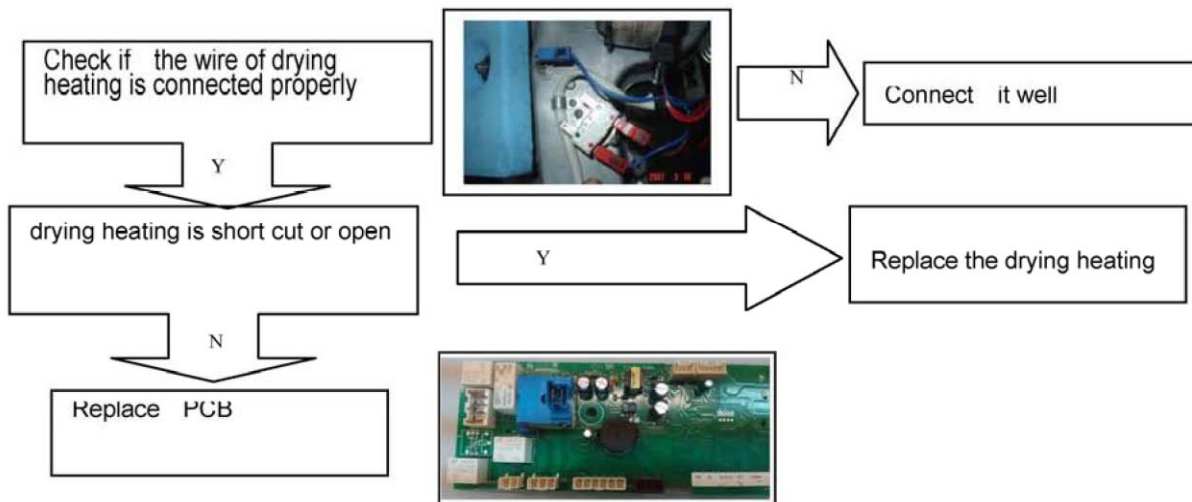 Check if the wire of drying
heating is connected properly
N
Connect it well
Y
drying heating is short cut or open
Y
Replace the drying heating
N
Replace PCB